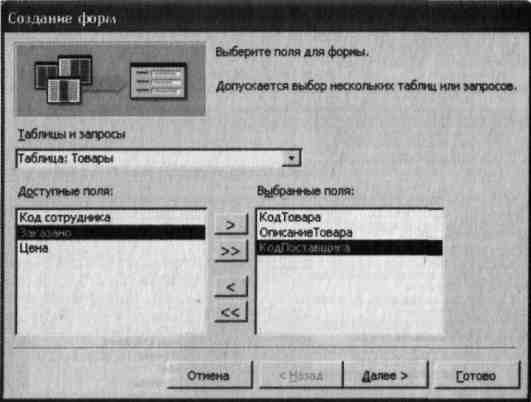 Создание форм
Выберите поля для формы.
Допускается выбор нескольких таблиц или запросов.
Таблицы и запросы
Таблица: Товары
Доступные поля:
Выбранные поля:
Код сотрудника
Заказано
Цена
>
>>
<
<<
КодТовара
ОписаниеТовара
КодПоставщика
Отмена
< Назад
Далее >
Готово